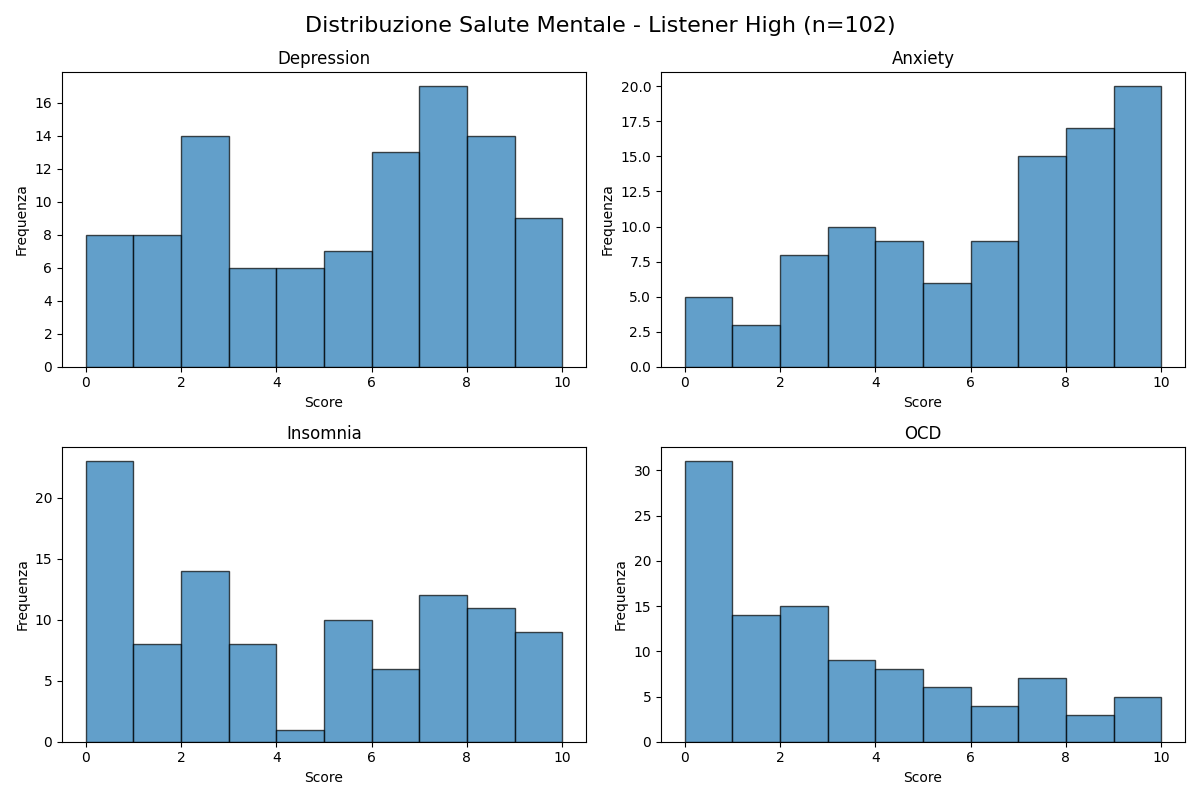 Distribuzione Salute Mentale - Listener High (n=102)
Depression
Frequenza
16
14
12
10
8
6
4
2
0
0 2 4 6 8 10
Score
Anxiety
Frequenza
20.0
17.5
15.0
12.5
10.0
7.5
5.0
2.5
0.0
0 2 4 6 8 10
Score
Insomnia
Frequenza
20
15
10
5
0
0 2 4 6 8 10
Score
OCD
Frequenza
30
25
20
15
10
5
0
0 2 4 6 8 10
Score